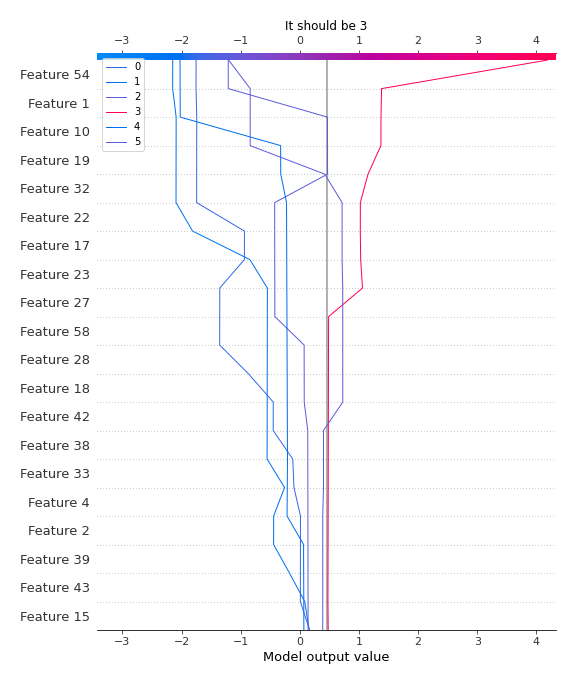 It should be 3
−3 −2 −1 0 1 2 3 4
0
1
2
3
4
5
Feature 54
Feature 1
Feature 10
Feature 19
Feature 32
Feature 22
Feature 17
Feature 23
Feature 27
Feature 58
Feature 28
Feature 18
Feature 42
Feature 38
Feature 33
Feature 4
Feature 2
Feature 39
Feature 43
Feature 15
−3 −2 −1 0 1 2 3 4
Model output value